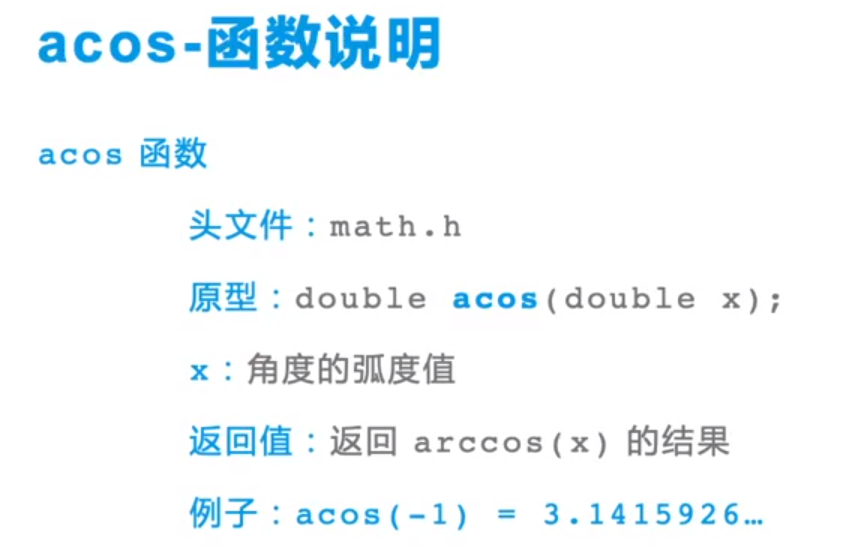 acos-函数说明
acos 函数
头文件：math.h
原型：double acos(double x);
x：角度的弧度值
返回值：返回 arccos(x) 的结果
例子：acos(-1) = 3.1415926…